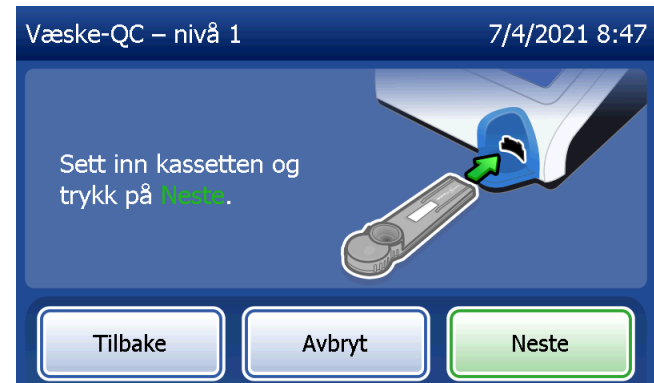 Væske-QC – nivå 1
7/4/2021 8:47
Sett inn kassetten og
trykk på Neste.
Tilbake
Avbryt
Neste